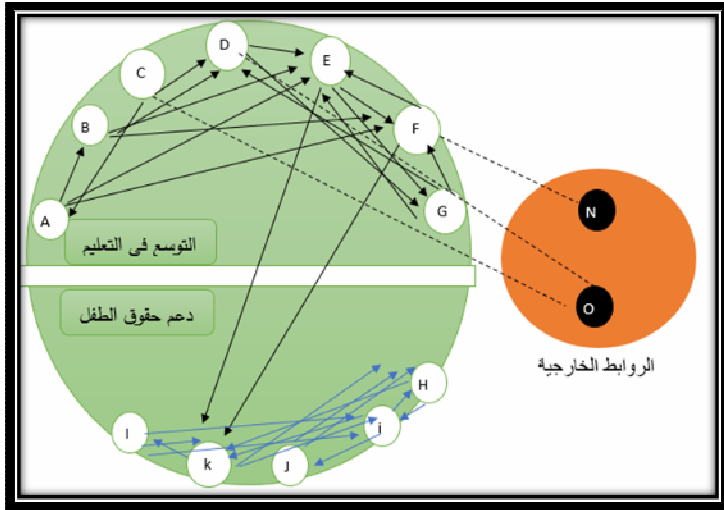 D
E
C
B
F
A
G
N
التوسع فى التعليم
O
دعم حقوق الطفل
الروابط الخارجية
H
I
j
k
J